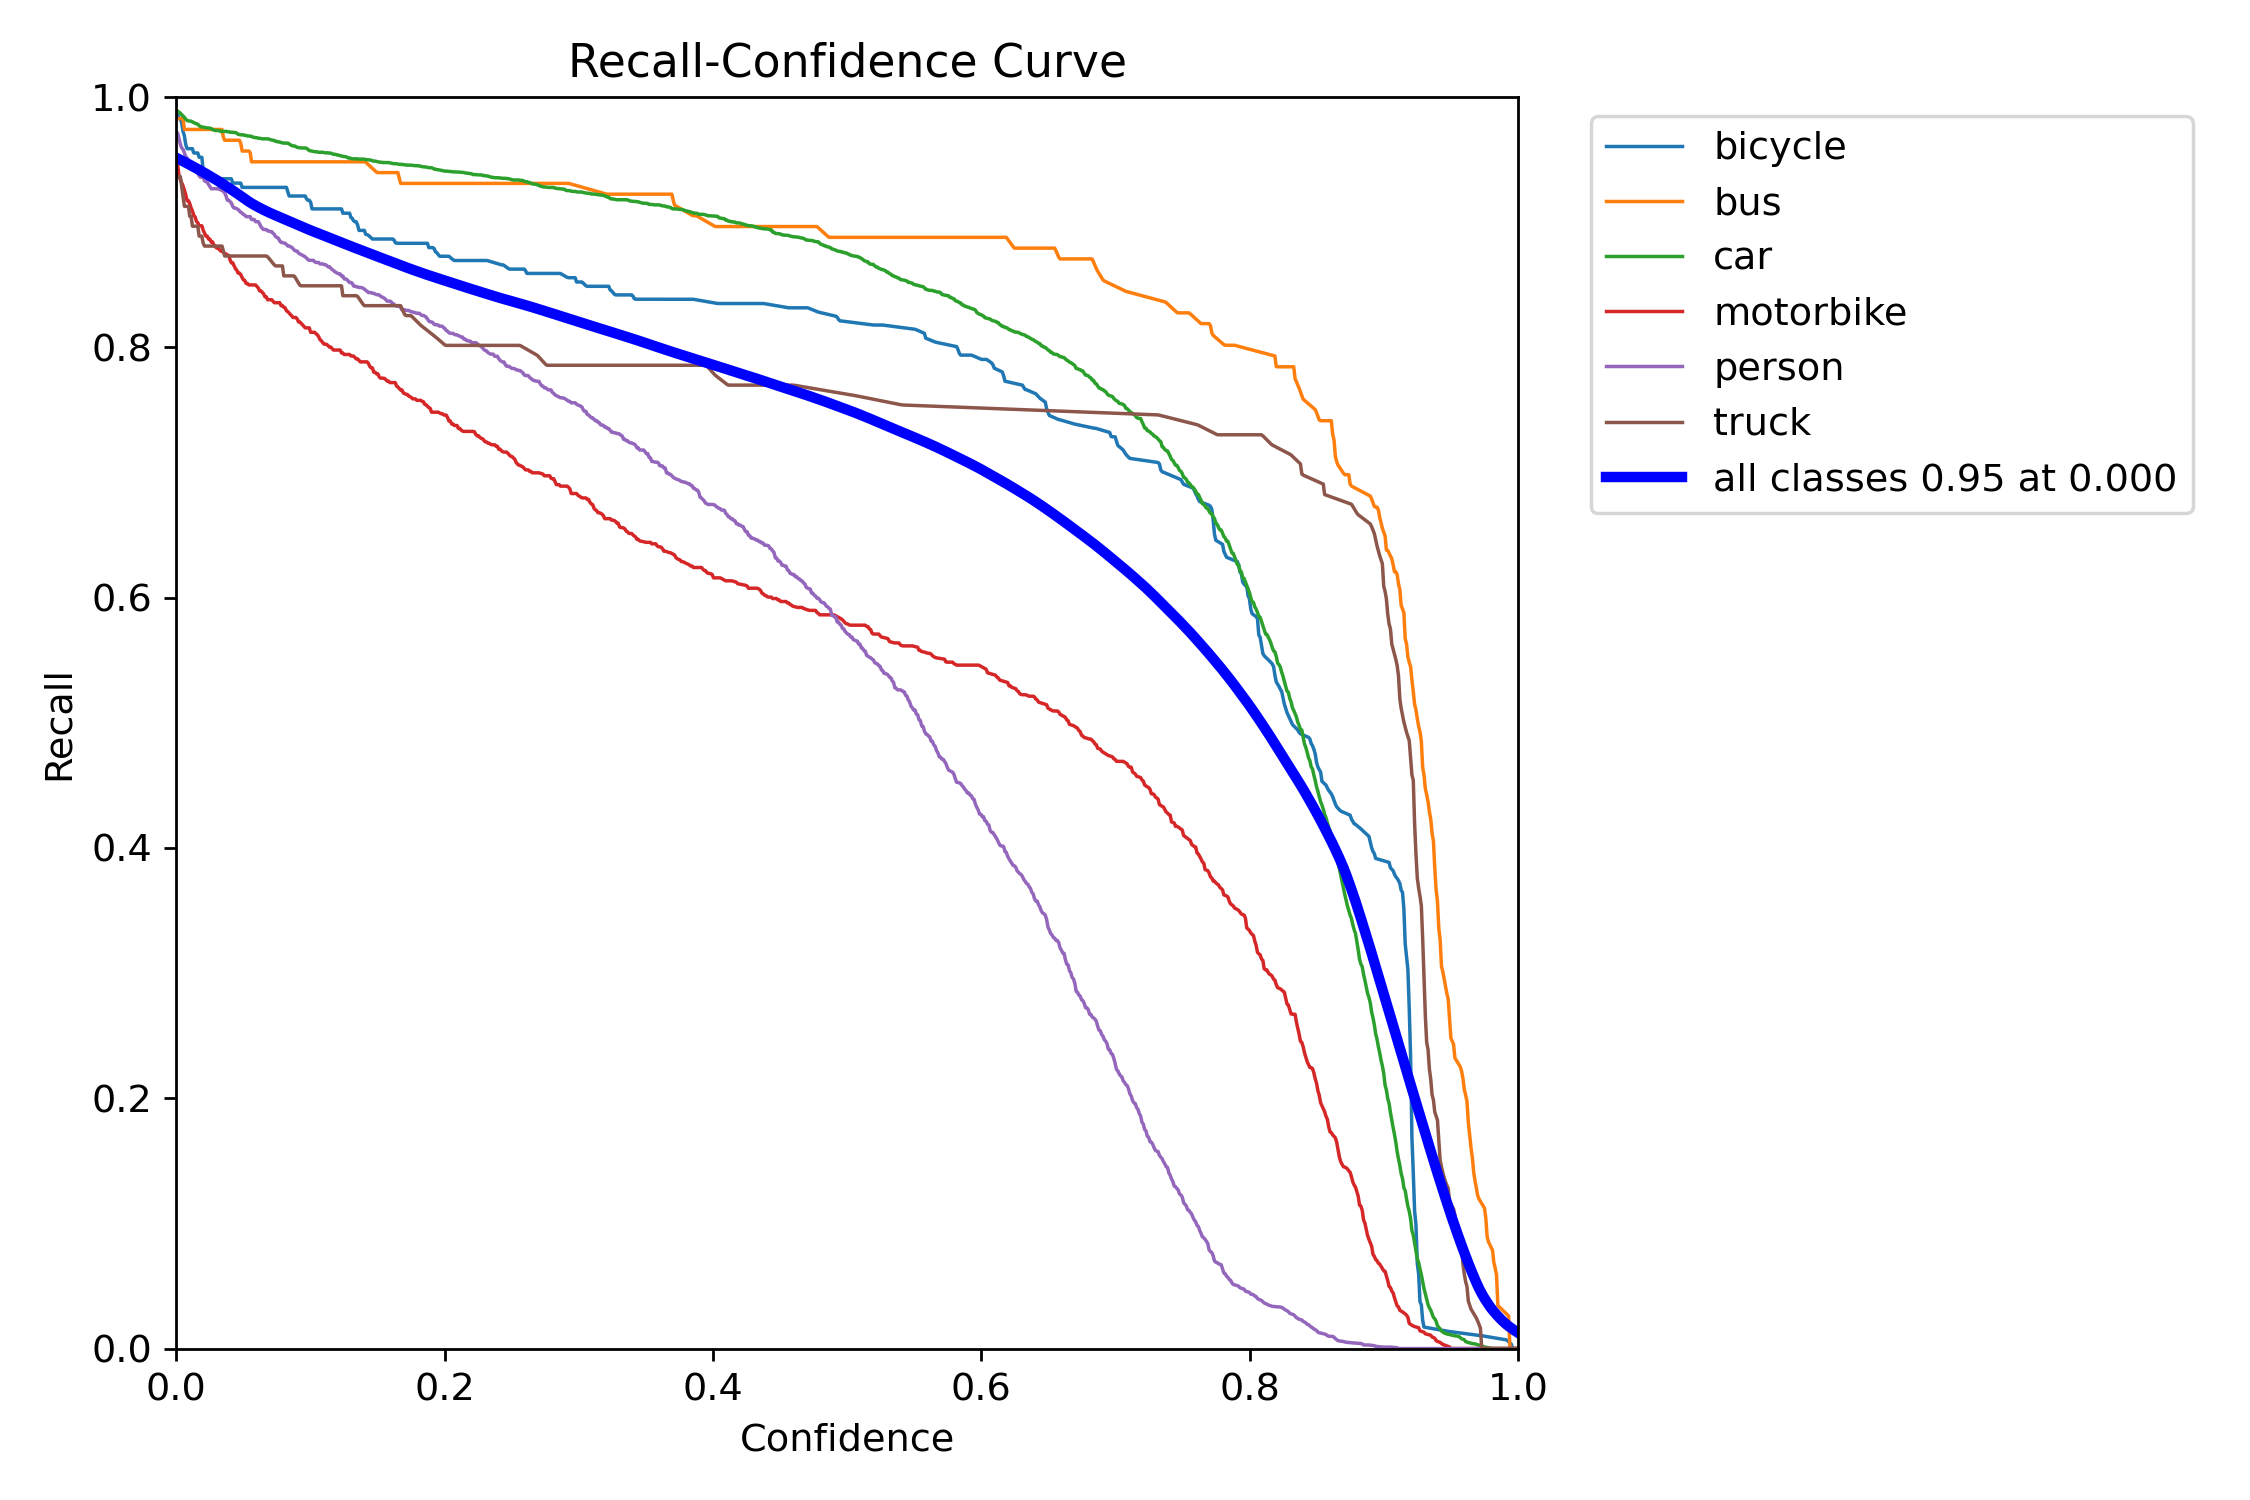 Recall-Confidence Curve
1.0
0.8
0.6
0.4
0.2
0.0
Recall
0.0 0.2 0.4 0.6 0.8 1.0
Confidence
bicycle
bus
car
motorbike
person
truck
all classes 0.95 at 0.000